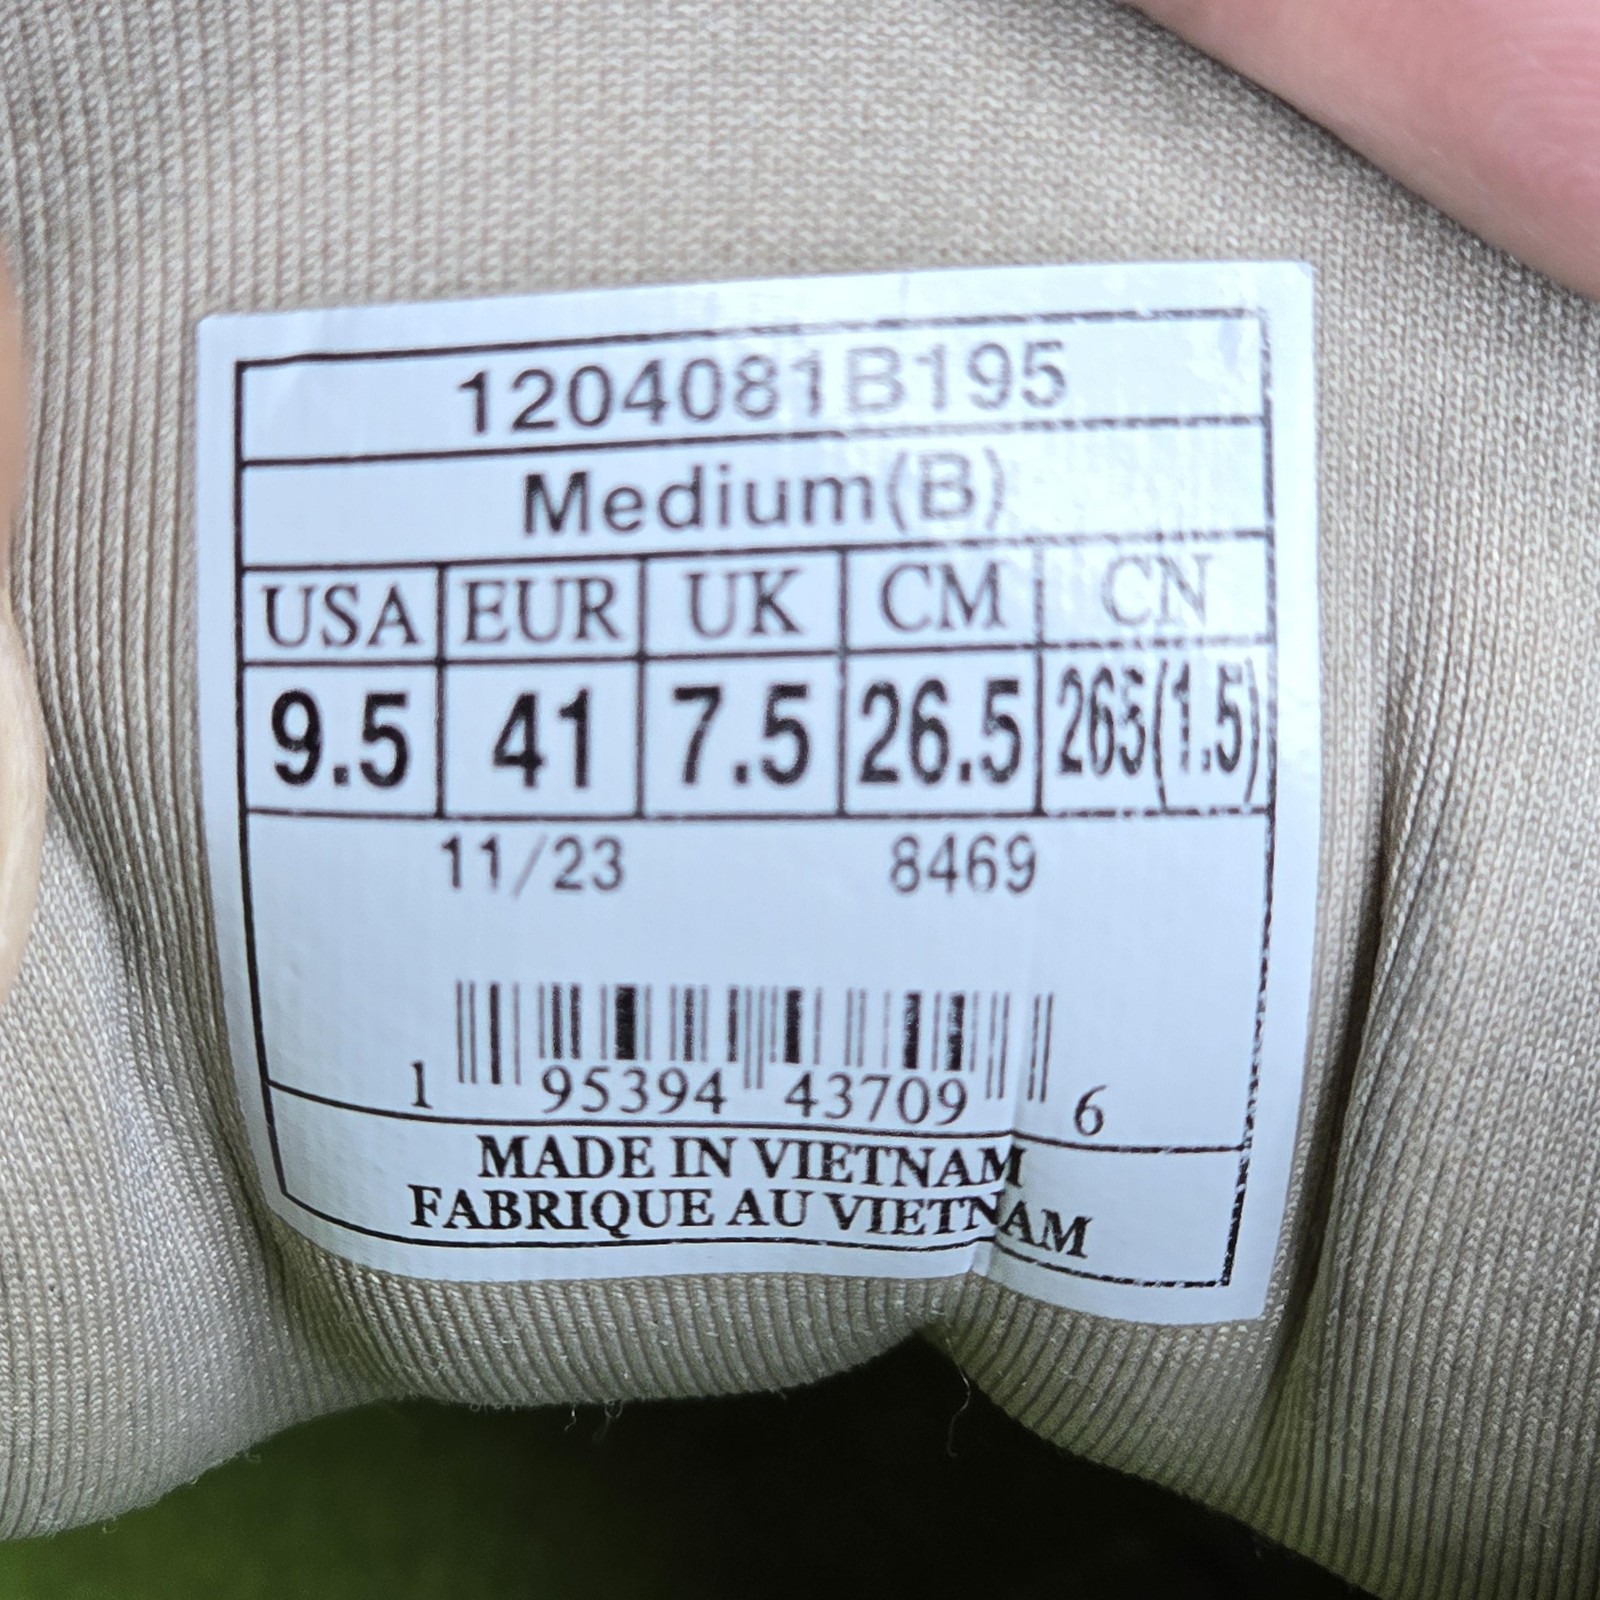 1204081B195
Medium(B)
USA EUR UK CM CN
9.5 41 7.5 26.5 265(1.5)
11/23 8469
1 95394 43709 6
MADE IN VIETNAM
FABRIQUE AU VIETNAM